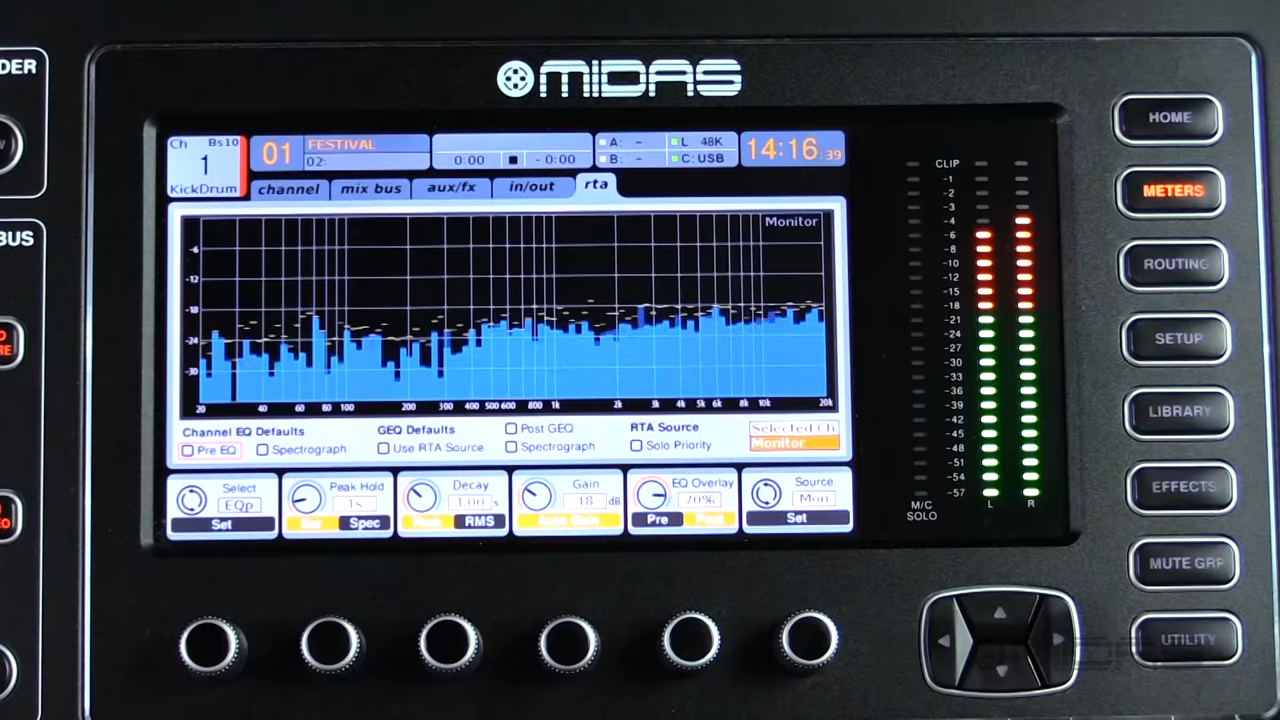 DER
MIDAS
HOME
METERS
ROUTING
SETUP
LIBRARY
EFFECTS
MUTE GRP
UTILITY
BUS
Ch Bs10
1
KickDrum
01 FESTIVAL
02:
0:00 - 0:00
A: - L 48K
B: - C: USB
14:16:39
channel mix bus aux/fx in/out rta
Monitor
-6
-12
-18
-24
-30
20 40 60 80 100 200 300 400 500 600 800 1k 2k 3k 4k 5k 6k 8k 10k 20k
Channel EQ Defaults
Pre EQ Spectrograph
GEQ Defaults Post GEQ
Use RTA Source Spectrograph
RTA Source
Solo Priority
Selected Ch
Monitor
Select
EQp
Set
Peak Hold
1s
Bar Spec
Decay
1.00 s
Peak RMS
Gain
18 dB
Auto Gain
EQ Overlay
70%
Pre Post
Source
Mon
Set
CLIP
-1
-2
-3
-4
-6
-8
-10
-12
-15
-18
-21
-24
-27
-30
-33
-36
-39
-42
-45
-48
-51
-54
-57
M/C
SOLO
L R